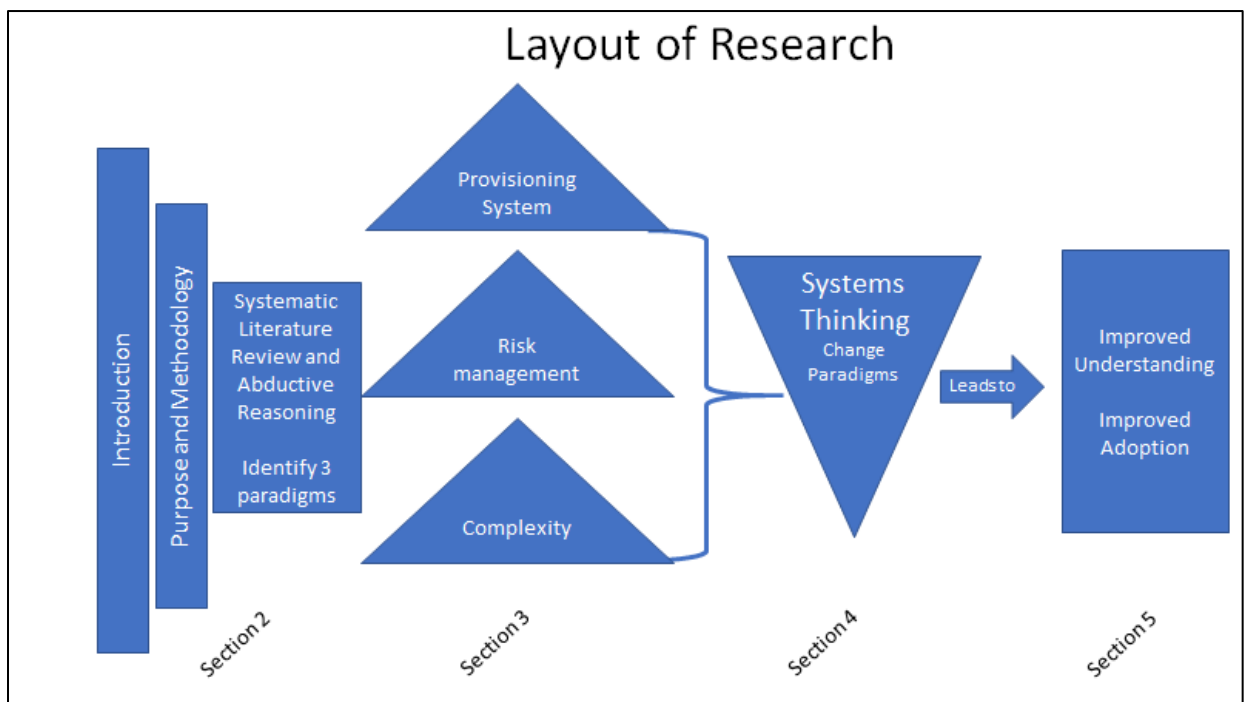 Layout of Research
Introduction
Purpose and Methodology
Systematic
Literature
Review and
Abductive
Reasoning
Identify 3
paradigms
Provisioning
System
Risk
management
Complexity
Systems
Thinking
Change
Paradigms
Leads to
Improved
Understanding
Improved
Adoption
Section 2
Section 3
Section 4
Section 5